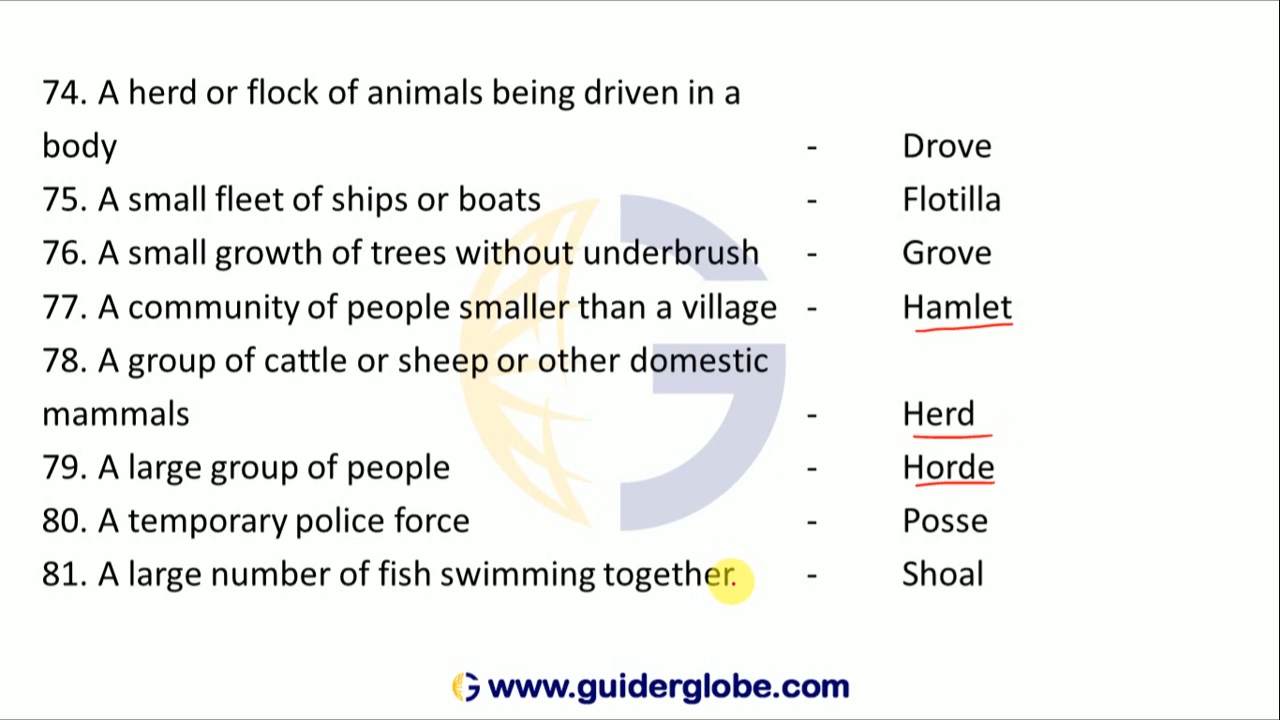 74. A herd or flock of animals being driven in a
body - Drove
75. A small fleet of ships or boats - Flotilla
76. A small growth of trees without underbrush - Grove
77. A community of people smaller than a village - Hamlet
78. A group of cattle or sheep or other domestic
mammals - Herd
79. A large group of people - Horde
80. A temporary police force - Posse
81. A large number of fish swimming together. - Shoal
www.guiderglobe.com